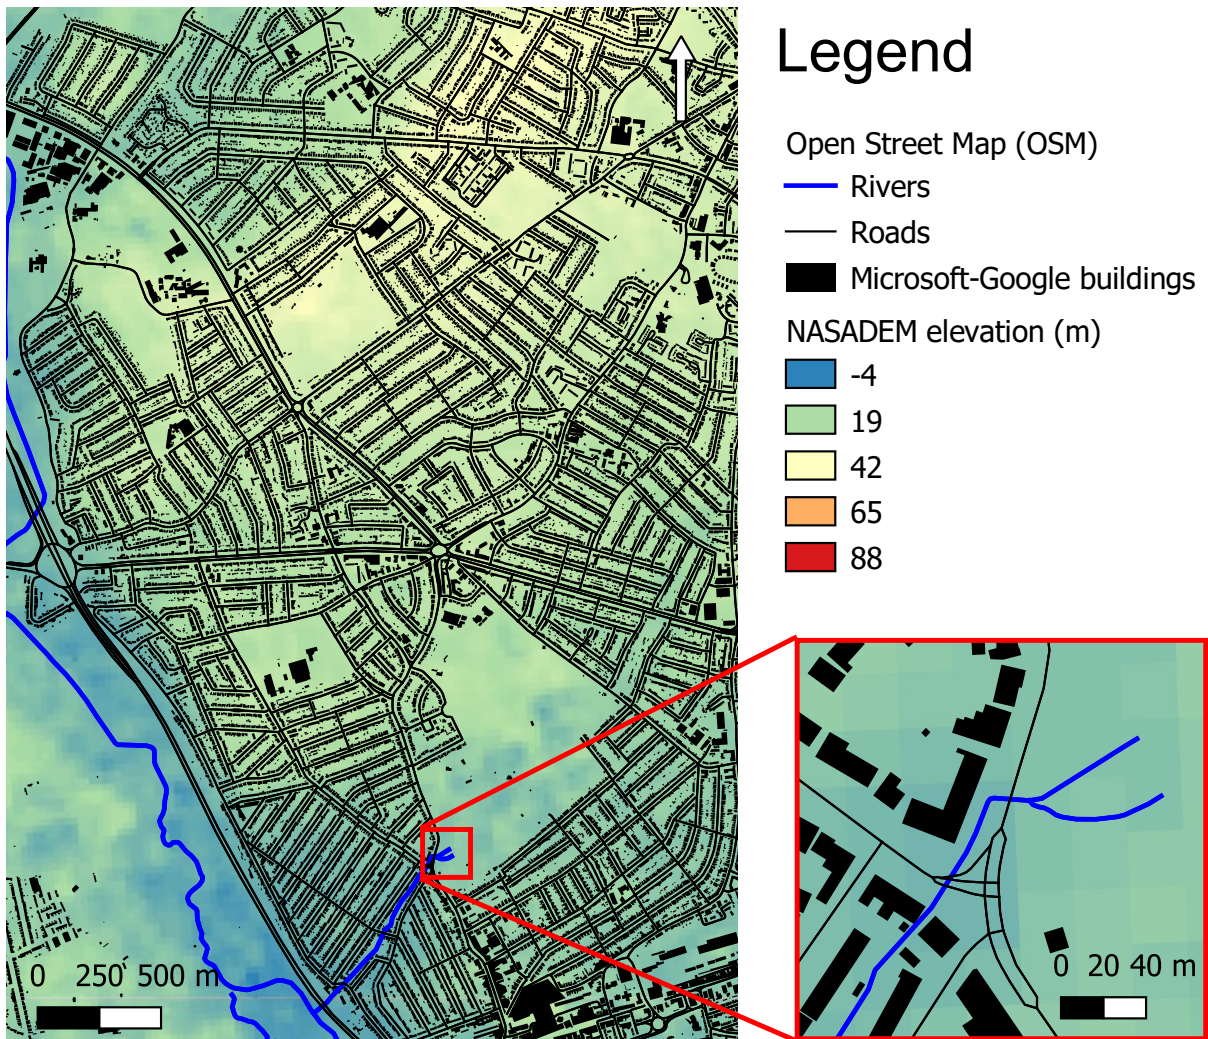 Legend
Open Street Map (OSM)
Rivers
Roads
Microsoft-Google buildings
NASADEM elevation (m)
-4
19
42
65
88
0 250 500 m
0 20 40 m